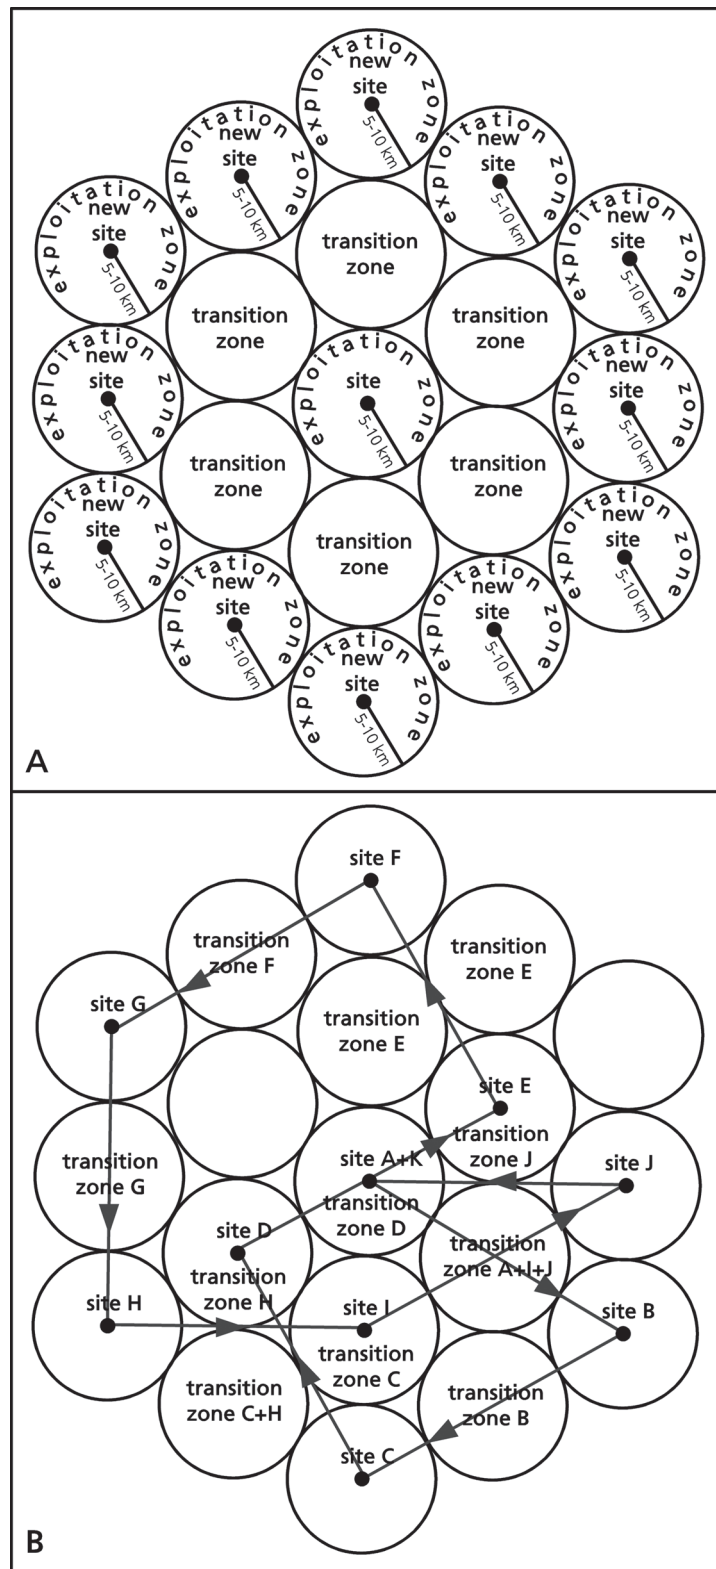 exploitation zone
new
site
5-10 km
exploitation zone
new
site
5-10 km
exploitation zone
new
site
5-10 km
exploitation zone
new
site
5-10 km
transition
zone
exploitation zone
new
site
5-10 km
transition
zone
transition
zone
exploitation zone
new
site
5-10 km
exploitation zone
site
5-10 km
exploitation zone
new
site
5-10 km
transition
zone
transition
zone
exploitation zone
new
site
5-10 km
transition
zone
exploitation zone
new
site
5-10 km
exploitation zone
new
site
5-10 km
exploitation zone
new
site
5-10 km
exploitation zone
new
site
5-10 km
A
site F
transition
zone F
transition
zone E
site G
transition
zone E
site E
transition
zone J
transition
zone G
site A+K
transition
zone D
site J
site D
transition
zone H
transition
zone A+I+J
site H
site I
transition
zone C
site B
transition
zone C+H
transition
zone B
site C
B